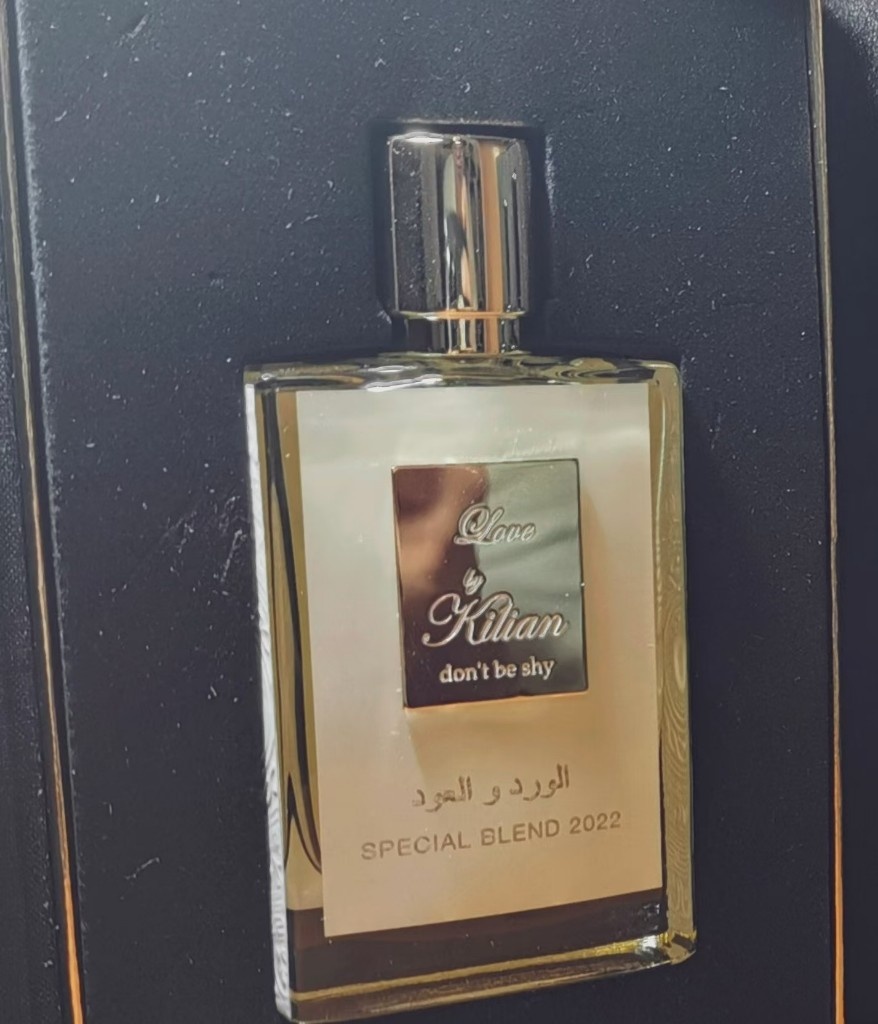 Love
by
Kilian
don't be shy
الورد و العود
SPECIAL BLEND 2022